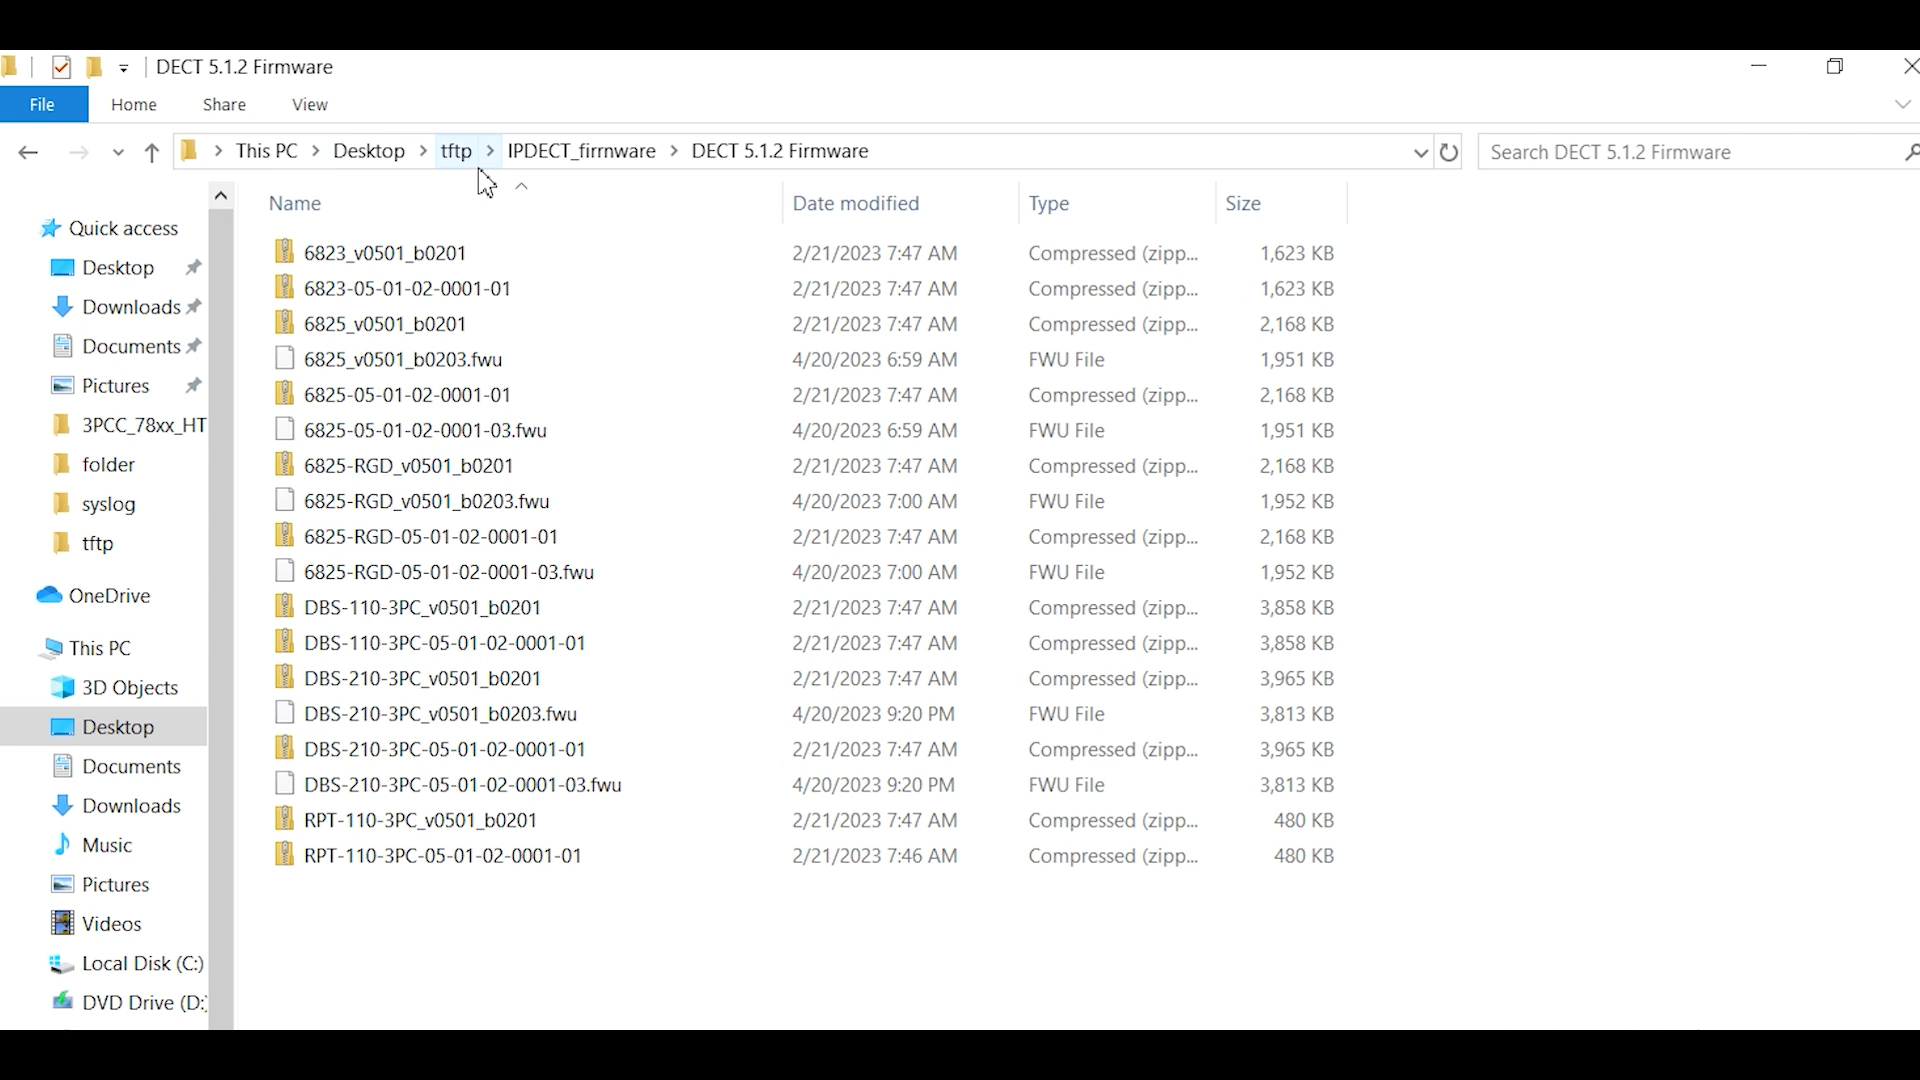 DECT 5.1.2 Firmware
File Home Share View
This PC Desktop tftp IPDECT_firrnware DECT 5.1.2 Firmware Search DECT 5.1.2 Firmware
Name Date modified Type Size
Quick access
Desktop
Downloads
Documents
Pictures
3PCC_78xx_HT
folder
syslog
tftp
OneDrive
This PC
3D Objects
Desktop
Documents
Downloads
Music
Pictures
Videos
Local Disk (C:)
DVD Drive (D:)
6823_v0501_b0201 2/21/2023 7:47 AM Compressed (zipp... 1,623 KB
6823-05-01-02-0001-01 2/21/2023 7:47 AM Compressed (zipp... 1,623 KB
6825_v0501_b0201 2/21/2023 7:47 AM Compressed (zipp... 2,168 KB
6825_v0501_b0203.fwu 4/20/2023 6:59 AM FWU File 1,951 KB
6825-05-01-02-0001-01 2/21/2023 7:47 AM Compressed (zipp... 2,168 KB
6825-05-01-02-0001-03.fwu 4/20/2023 6:59 AM FWU File 1,951 KB
6825-RGD_v0501_b0201 2/21/2023 7:47 AM Compressed (zipp... 2,168 KB
6825-RGD_v0501_b0203.fwu 4/20/2023 7:00 AM FWU File 1,952 KB
6825-RGD-05-01-02-0001-01 2/21/2023 7:47 AM Compressed (zipp... 2,168 KB
6825-RGD-05-01-02-0001-03.fwu 4/20/2023 7:00 AM FWU File 1,952 KB
DBS-110-3PC_v0501_b0201 2/21/2023 7:47 AM Compressed (zipp... 3,858 KB
DBS-110-3PC-05-01-02-0001-01 2/21/2023 7:47 AM Compressed (zipp... 3,858 KB
DBS-210-3PC_v0501_b0201 2/21/2023 7:47 AM Compressed (zipp... 3,965 KB
DBS-210-3PC_v0501_b0203.fwu 4/20/2023 9:20 PM FWU File 3,813 KB
DBS-210-3PC-05-01-02-0001-01 2/21/2023 7:47 AM Compressed (zipp... 3,965 KB
DBS-210-3PC-05-01-02-0001-03.fwu 4/20/2023 9:20 PM FWU File 3,813 KB
RPT-110-3PC_v0501_b0201 2/21/2023 7:47 AM Compressed (zipp... 480 KB
RPT-110-3PC-05-01-02-0001-01 2/21/2023 7:46 AM Compressed (zipp... 480 KB